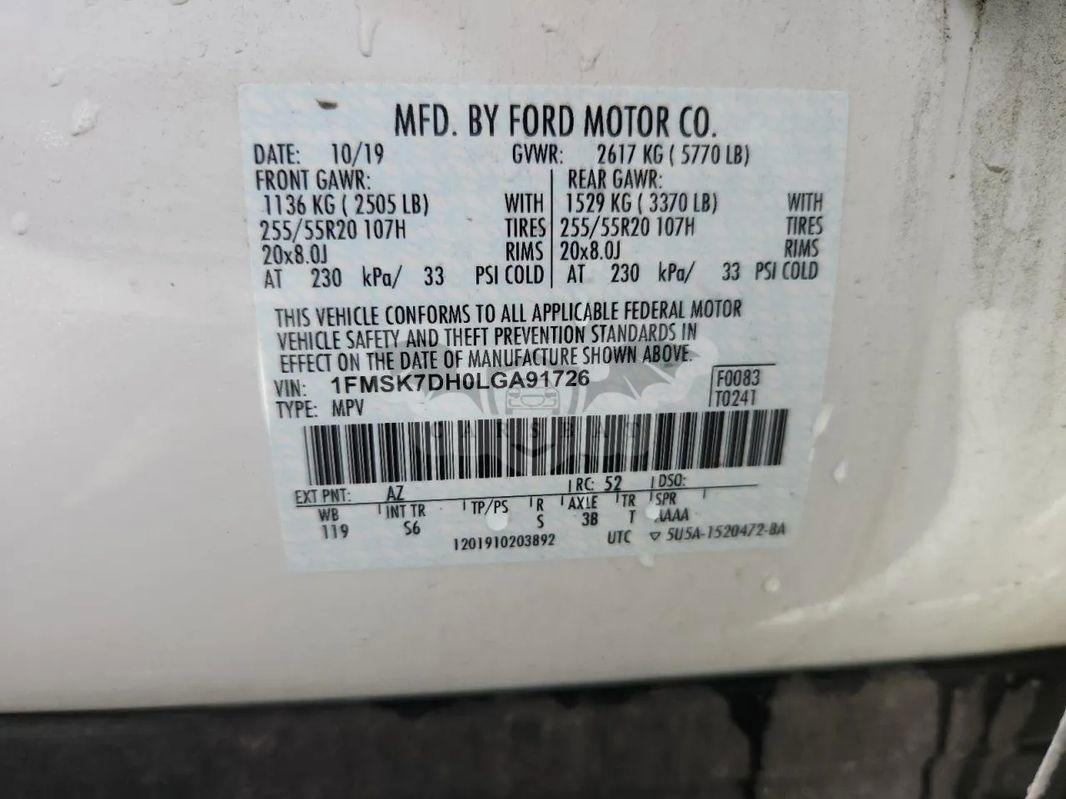 MFD. BY FORD MOTOR CO.
DATE: 10/19 GVWR: 2617 KG ( 5770 LB)
FRONT GAWR: REAR GAWR:
1136 KG ( 2505 LB) WITH 1529 KG ( 3370 LB) WITH
255/55R20 107H TIRES 255/55R20 107H TIRES
20x8.0J RIMS 20x8.0J RIMS
AT 230 kPa/ 33 PSI COLD AT 230 kPa/ 33 PSI COLD
THIS VEHICLE CONFORMS TO ALL APPLICABLE FEDERAL MOTOR
VEHICLE SAFETY AND THEFT PREVENTION STANDARDS IN
EFFECT ON THE DATE OF MANUFACTURE SHOWN ABOVE.
VIN: 1FMSK7DH0LGA91726 F0083
TYPE: MPV T0241
CARSBAT
EXT PNT: AZ RC: 52 DSO:
WB INT TR TP/PS R AXLE TR SPR
119 S6 S 3B T AAAA
1201910203892 UTC ▽ 5U5A-1520472-BA